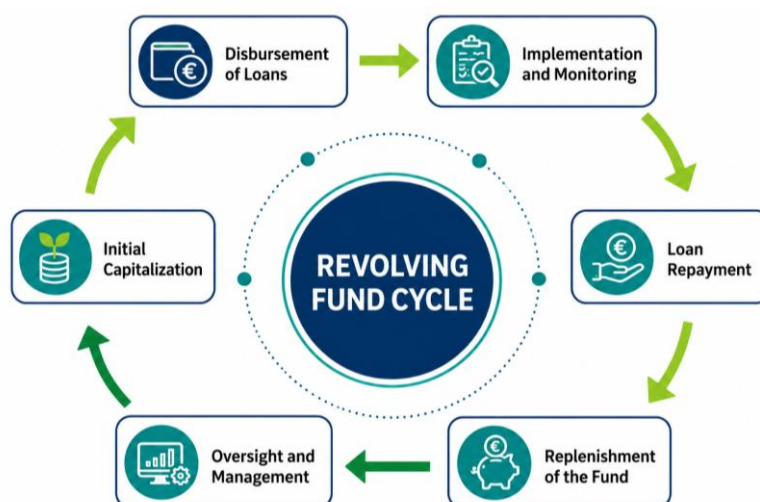 Disbursement
of Loans
Implementation
and Monitoring
Initial
Capitalization
REVOLVING
FUND CYCLE
Loan
Repayment
Oversight and
Management
Replenishment
of the Fund